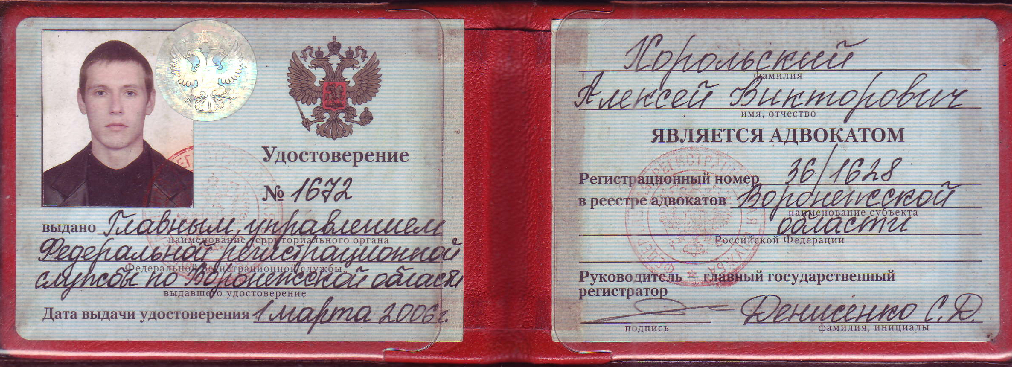 Удостоверение
№ 1672
выдано Главным управлением
наименование территориального органа
Федеральной регистрационной
Федеральной регистрационной службы
службы по Воронежской области
выдавшего удостоверение
Дата выдачи удостоверения 1 марта 2006 г.
Корольский
фамилия
Алексей Викторович
имя, отчество
ЯВЛЯЕТСЯ АДВОКАТОМ
Регистрационный номер 36/1628
в реестре адвокатов Воронежской
наименование субъекта
области
Российской Федерации
Руководитель — главный государственный
регистратор
Денисенко С.Д.
подпись
фамилия, инициалы